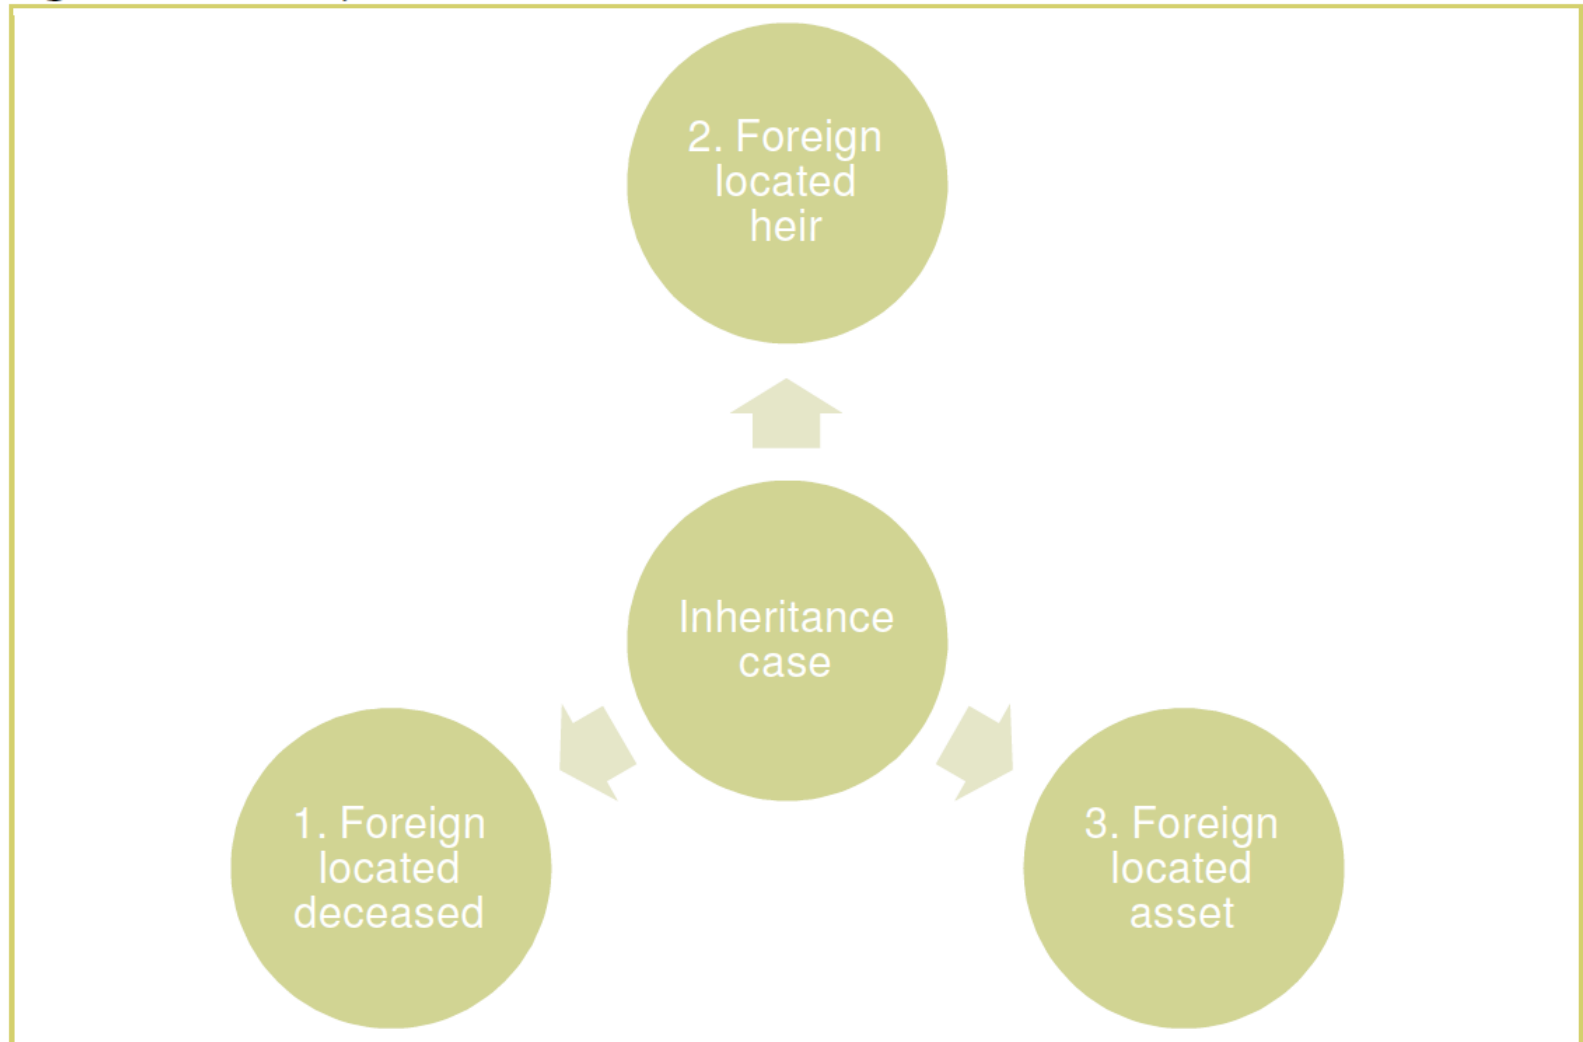 2. Foreign
located
heir
Inheritance
case
1. Foreign
located
deceased
3. Foreign
located
asset